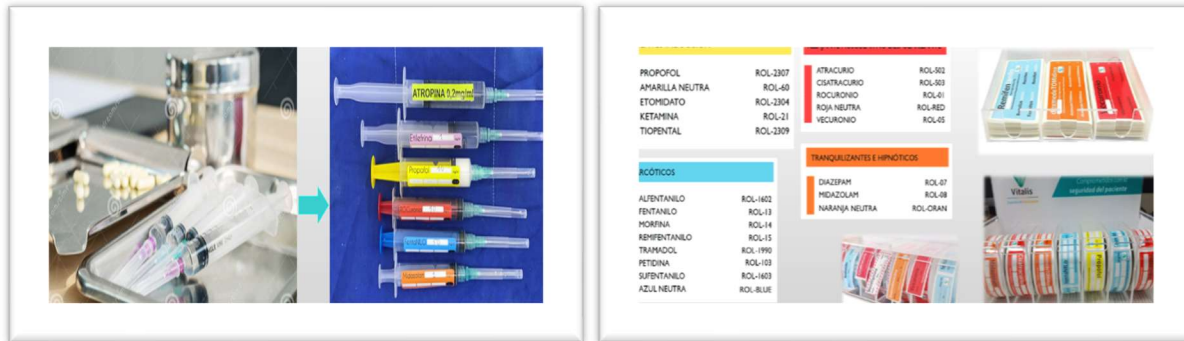 ATROPINA 0,2mg/ml
Propofol
PROPOFOL ROL-2307
AMARILLA NEUTRA ROL-60
ETOMIDATO ROL-2304
KETAMINA ROL-21
TIOPENTAL ROL-2309
RCÓTICOS
ALFENTANILO ROL-1602
FENTANILO ROL-13
MORFINA ROL-14
REMIFENTANILO ROL-15
TRAMADOL ROL-1990
PETIDINA ROL-103
SUFENTANILO ROL-1603
AZUL NEUTRA ROL-BLUE
ATRACURIO ROL-502
CISATRACURIO ROL-503
ROCURONIO ROL-01
ROJA NEUTRA ROL-RED
VECURONIO ROL-05
TRANQUILIZANTES E HIPNÓTICOS
DIAZEPAM ROL-07
MIDAZOLAM ROL-08
NARANJA NEUTRA ROL-ORAN
Remifen
Vitalis
seguridad del paciente
Propofol